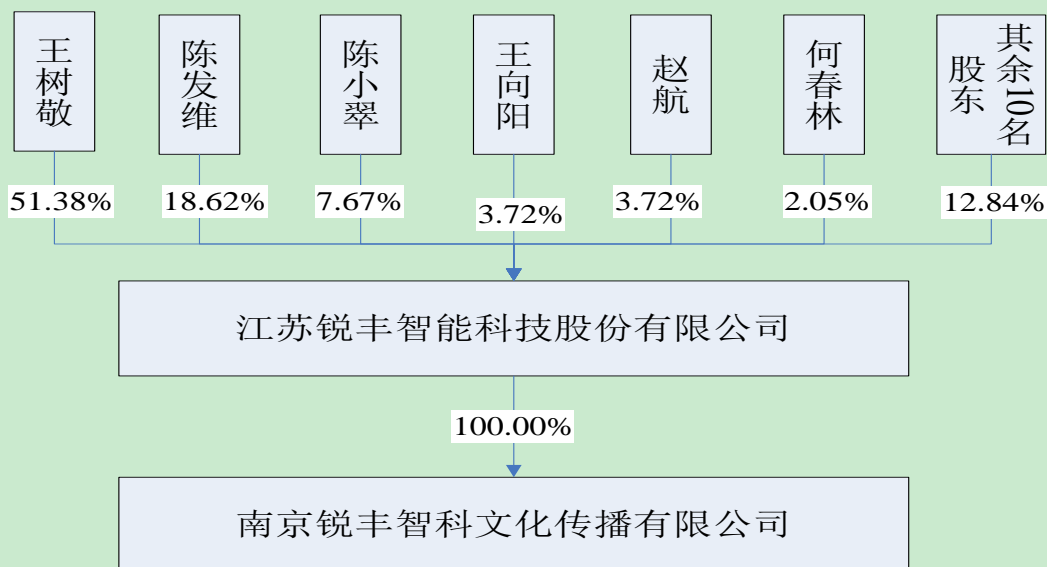 王树敬
陈发维
陈小翠
王向阳
赵航
何春林
其余10名
股东
51.38%
18.62%
7.67%
3.72%
3.72%
2.05%
12.84%
江苏锐丰智能科技股份有限公司
100.00%
南京锐丰智科文化传播有限公司